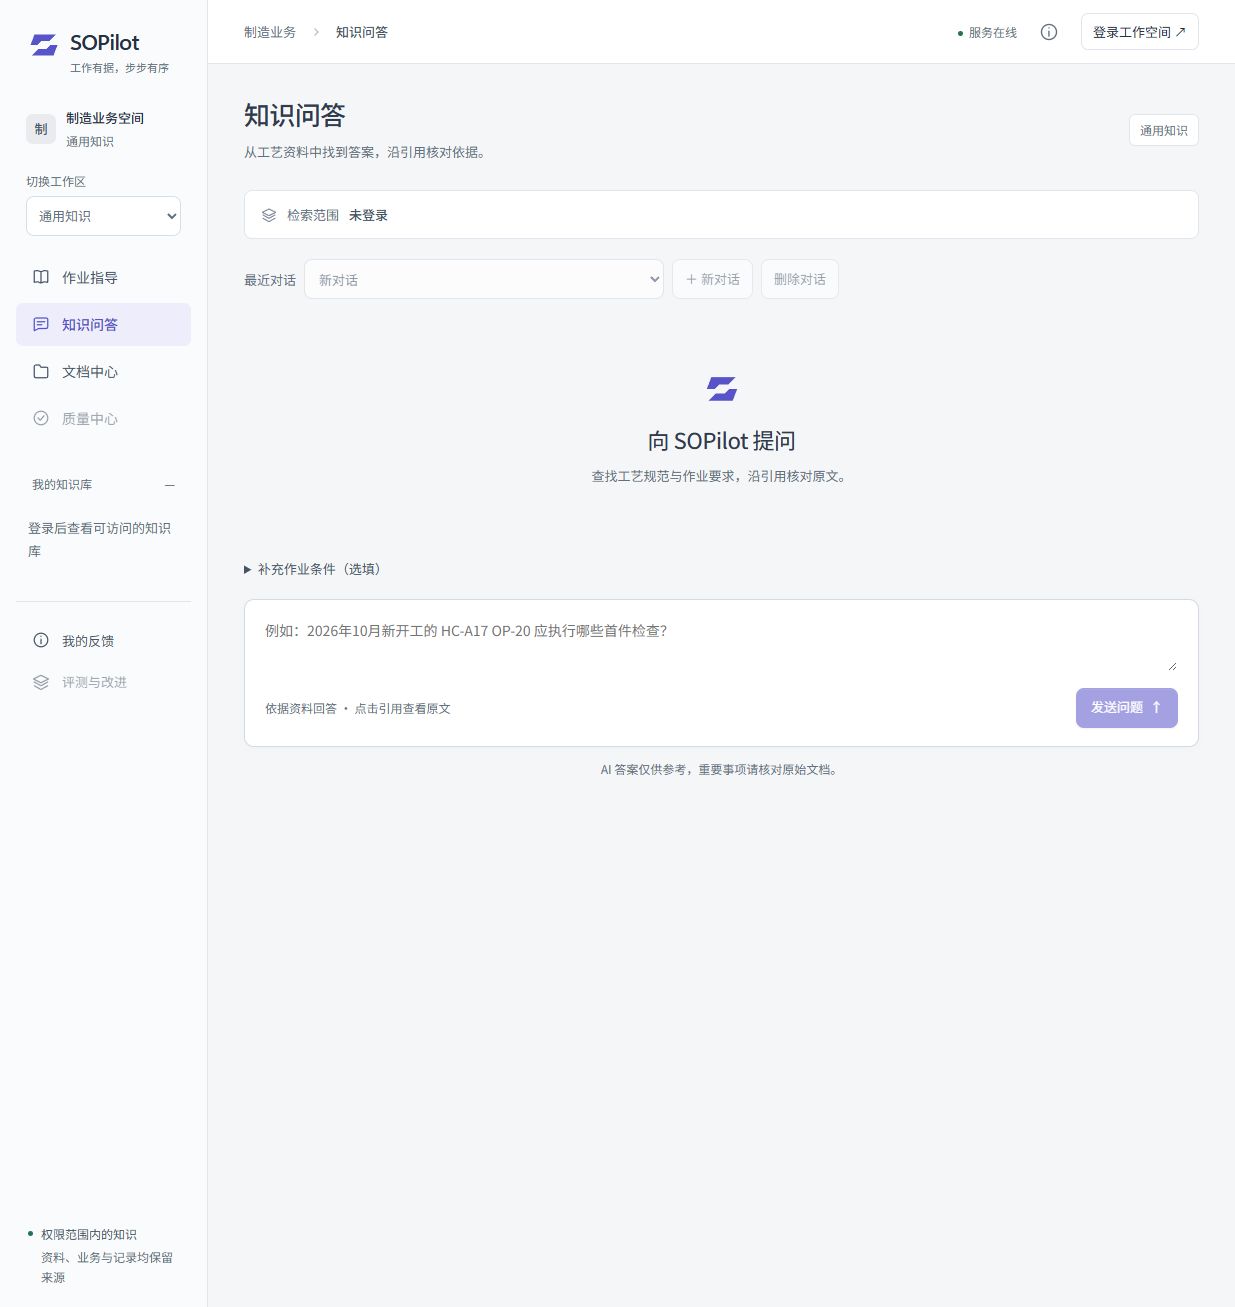 SOPilot
工作有据，步步有序
制
制造业务空间
通用知识
切换工作区
通用知识
作业指导
知识问答
文档中心
质量中心
我的知识库
登录后查看可访问的知识
库
我的反馈
评测与改进
权限范围内的知识
资料、业务与记录均保留
来源
制造业务 > 知识问答
服务在线
登录工作空间 ↗
知识问答
从工艺资料中找到答案，沿引用核对依据。
通用知识
检索范围 未登录
最近对话 新对话 + 新对话 删除对话
向 SOPilot 提问
查找工艺规范与作业要求，沿引用核对原文。
▶ 补充作业条件（选填）
例如：2026年10月新开工的 HC-A17 OP-20 应执行哪些首件检查？
依据资料回答 · 点击引用查看原文
发送问题 ↑
AI 答案仅供参考，重要事项请核对原始文档。